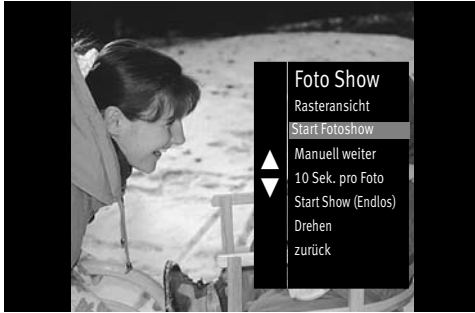 Foto Show
Rasteransicht
Start Fotoshow
Manuell weiter
10 Sek. pro Foto
Start Show (Endlos)
Drehen
zurück